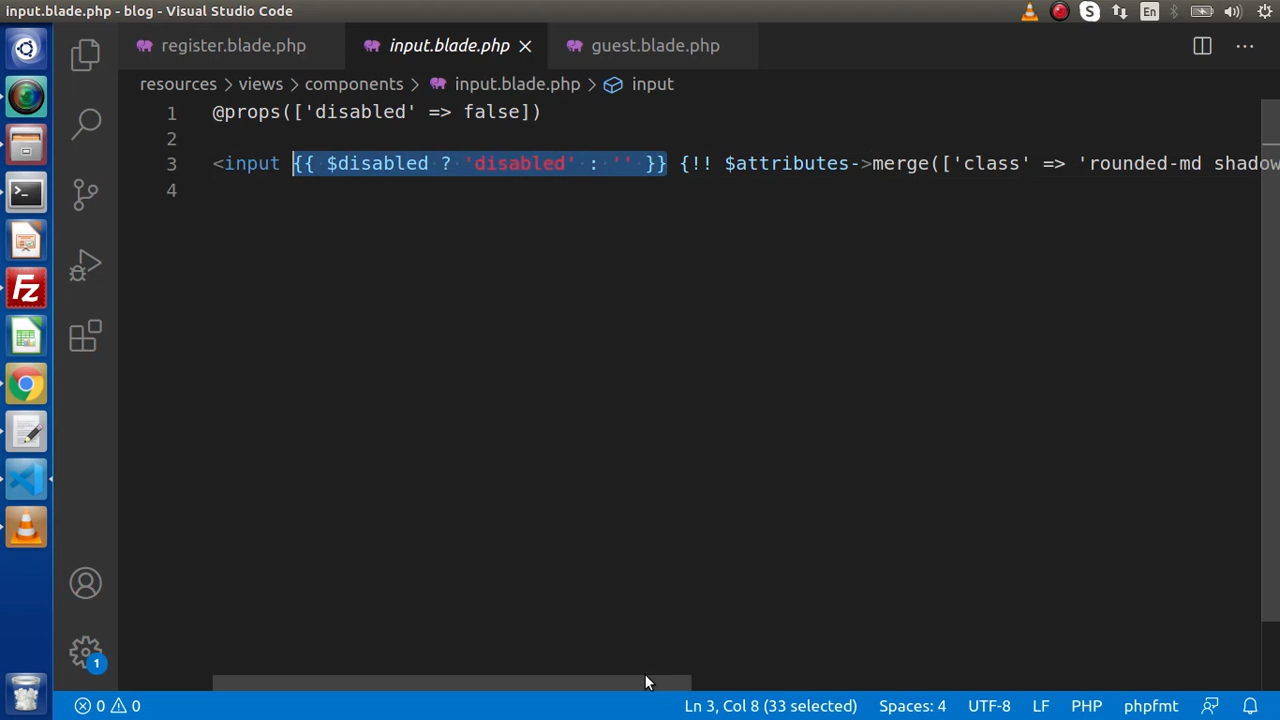 input.blade.php - blog - Visual Studio Code
En
register.blade.php
input.blade.php
guest.blade.php
resources > views > components > input.blade.php > input
1 @props(['disabled' => false])
2
3 <input {{ $disabled ? 'disabled' : '' }} {!! $attributes->merge(['class' => 'rounded-md shadow
4
Fz
1
0 0
Ln 3, Col 8 (33 selected)
Spaces: 4
UTF-8
LF
PHP
phpfmt